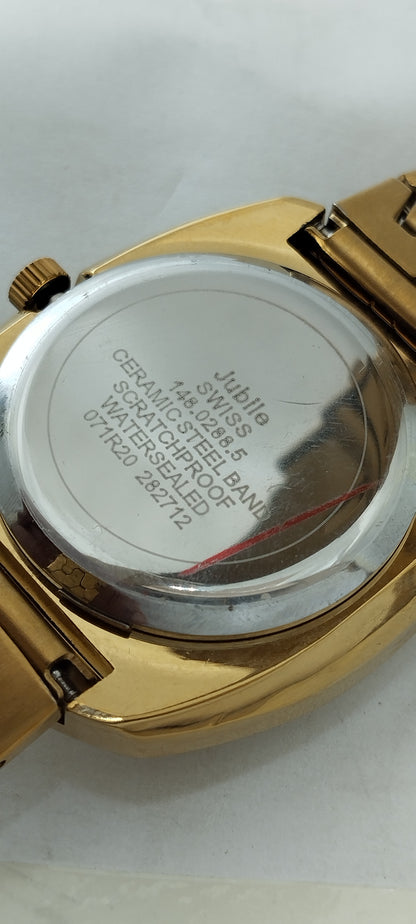 Jubile
SWISS
148.0288.5
CERAMIC.STEEL BAND
SCRATCHPROOF
WATERSEALED
071R20 282712